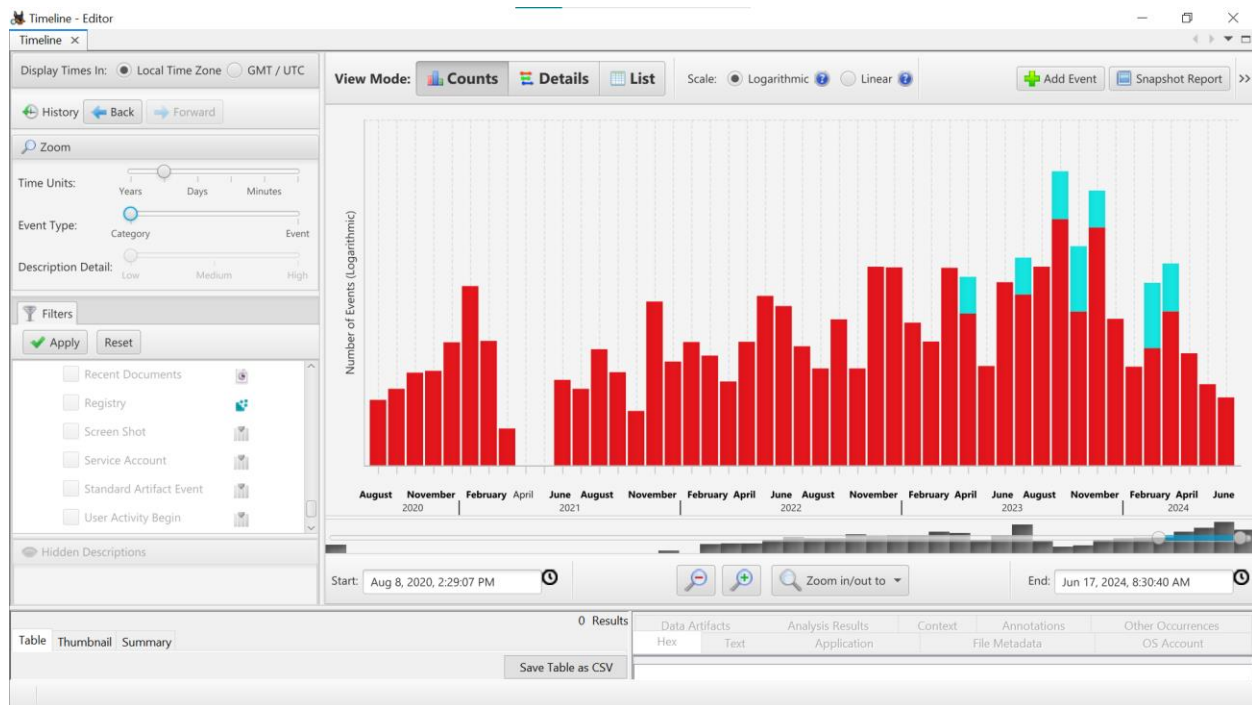 Timeline - Editor
Timeline ×
Display Times In: Local Time Zone GMT / UTC
History Back Forward
Zoom
Time Units:
Years Days Minutes
Event Type:
Category Event
Description Detail:
Low Medium High
Filters
Apply Reset
Recent Documents
Registry
Screen Shot
Service Account
Standard Artifact Event
User Activity Begin
Hidden Descriptions
View Mode: Counts Details List Scale: Logarithmic ? Linear ? Add Event Snapshot Report >>
Number of Events (Logarithmic)
August November February April June August November February April June August November February April June August November February April June
2020 2021 2022 2023 2024
Start: Aug 8, 2020, 2:29:07 PM Zoom in/out to End: Jun 17, 2024, 8:30:40 AM
0 Results
Table Thumbnail Summary
Save Table as CSV
Data Artifacts Analysis Results Context Annotations Other Occurrences
Hex Text Application File Metadata OS Account